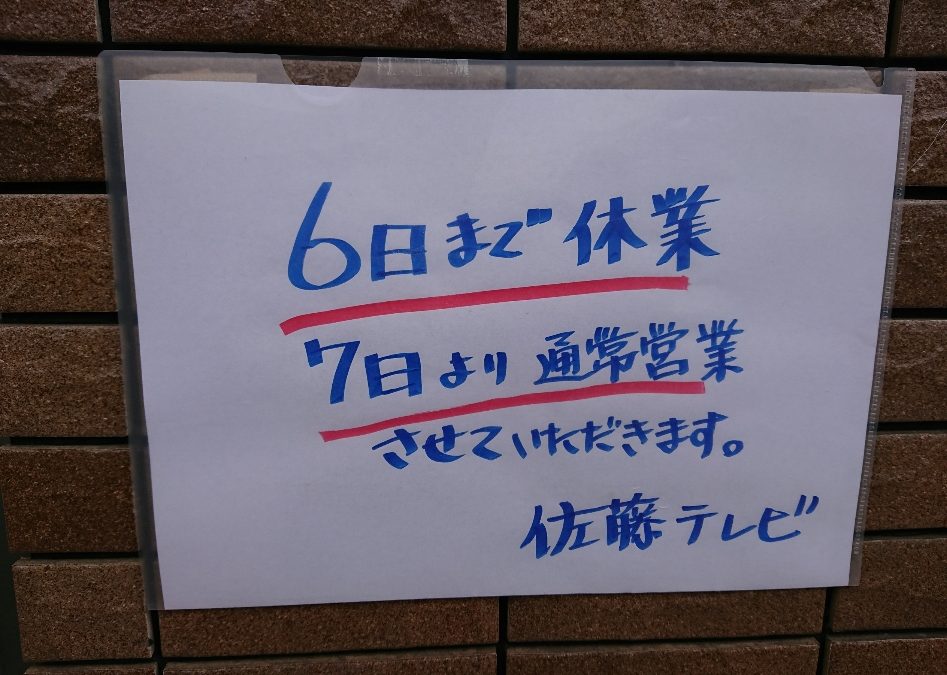 6日まで休業
7日より通常営業
させていただきます。
佐藤テレビ